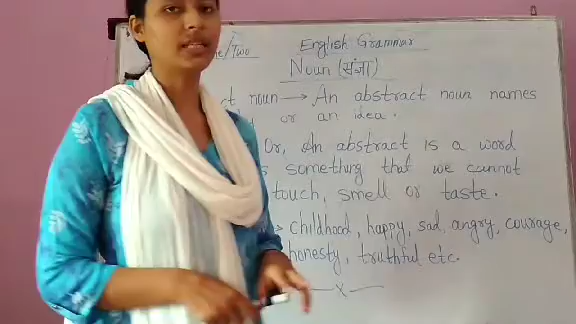 English Grammar
/Two
Noun (संज्ञा)
noun → An abstract noun names
or an idea.
Or, An abstract is a word
something that we cannot
touch, smell or taste.
childhood, happy, sad, angry, courage,
honesty, truthful etc.
x